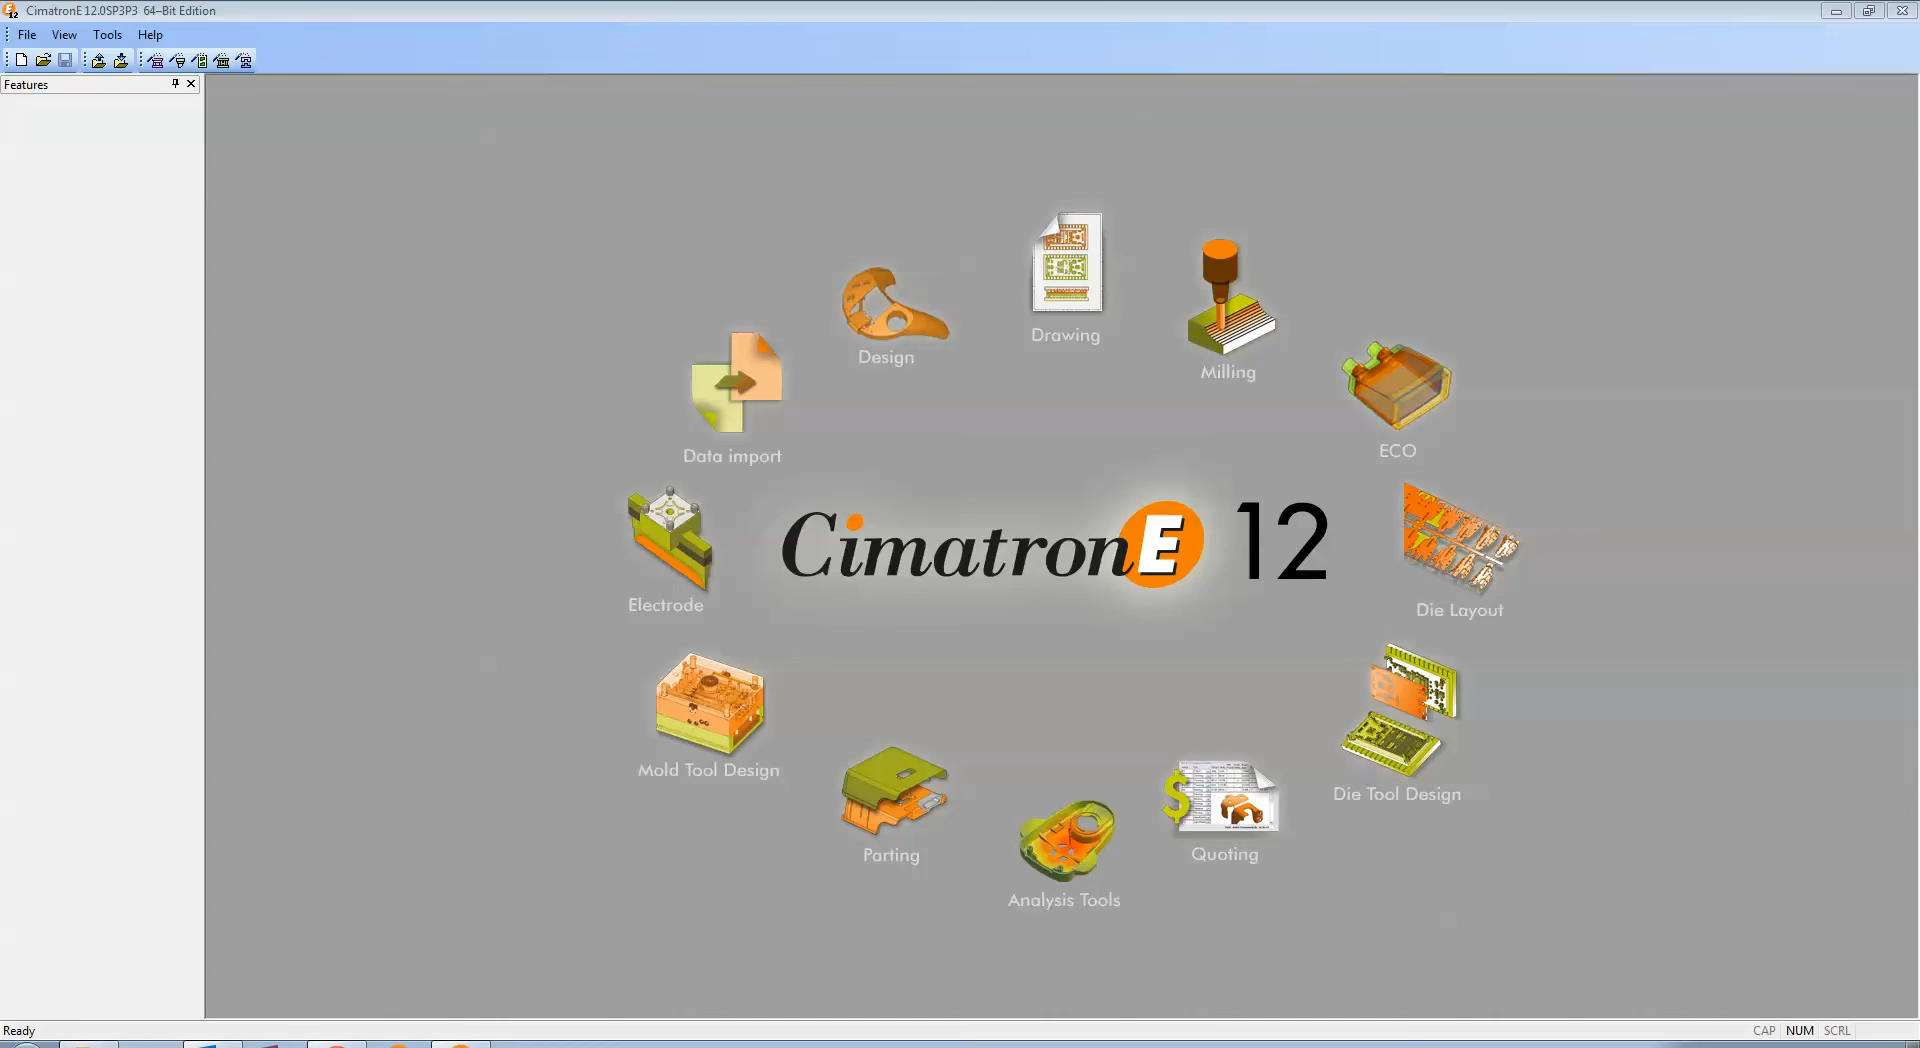 CimatronE 12.0SP3P3 64-Bit Edition
File View Tools Help
Features
Drawing
Design
Milling
ECO
Data import
CimatronE 12
Electrode
Die Layout
Mold Tool Design
Die Tool Design
Parting
Quoting
Analysis Tools
Ready
CAP NUM SCRL